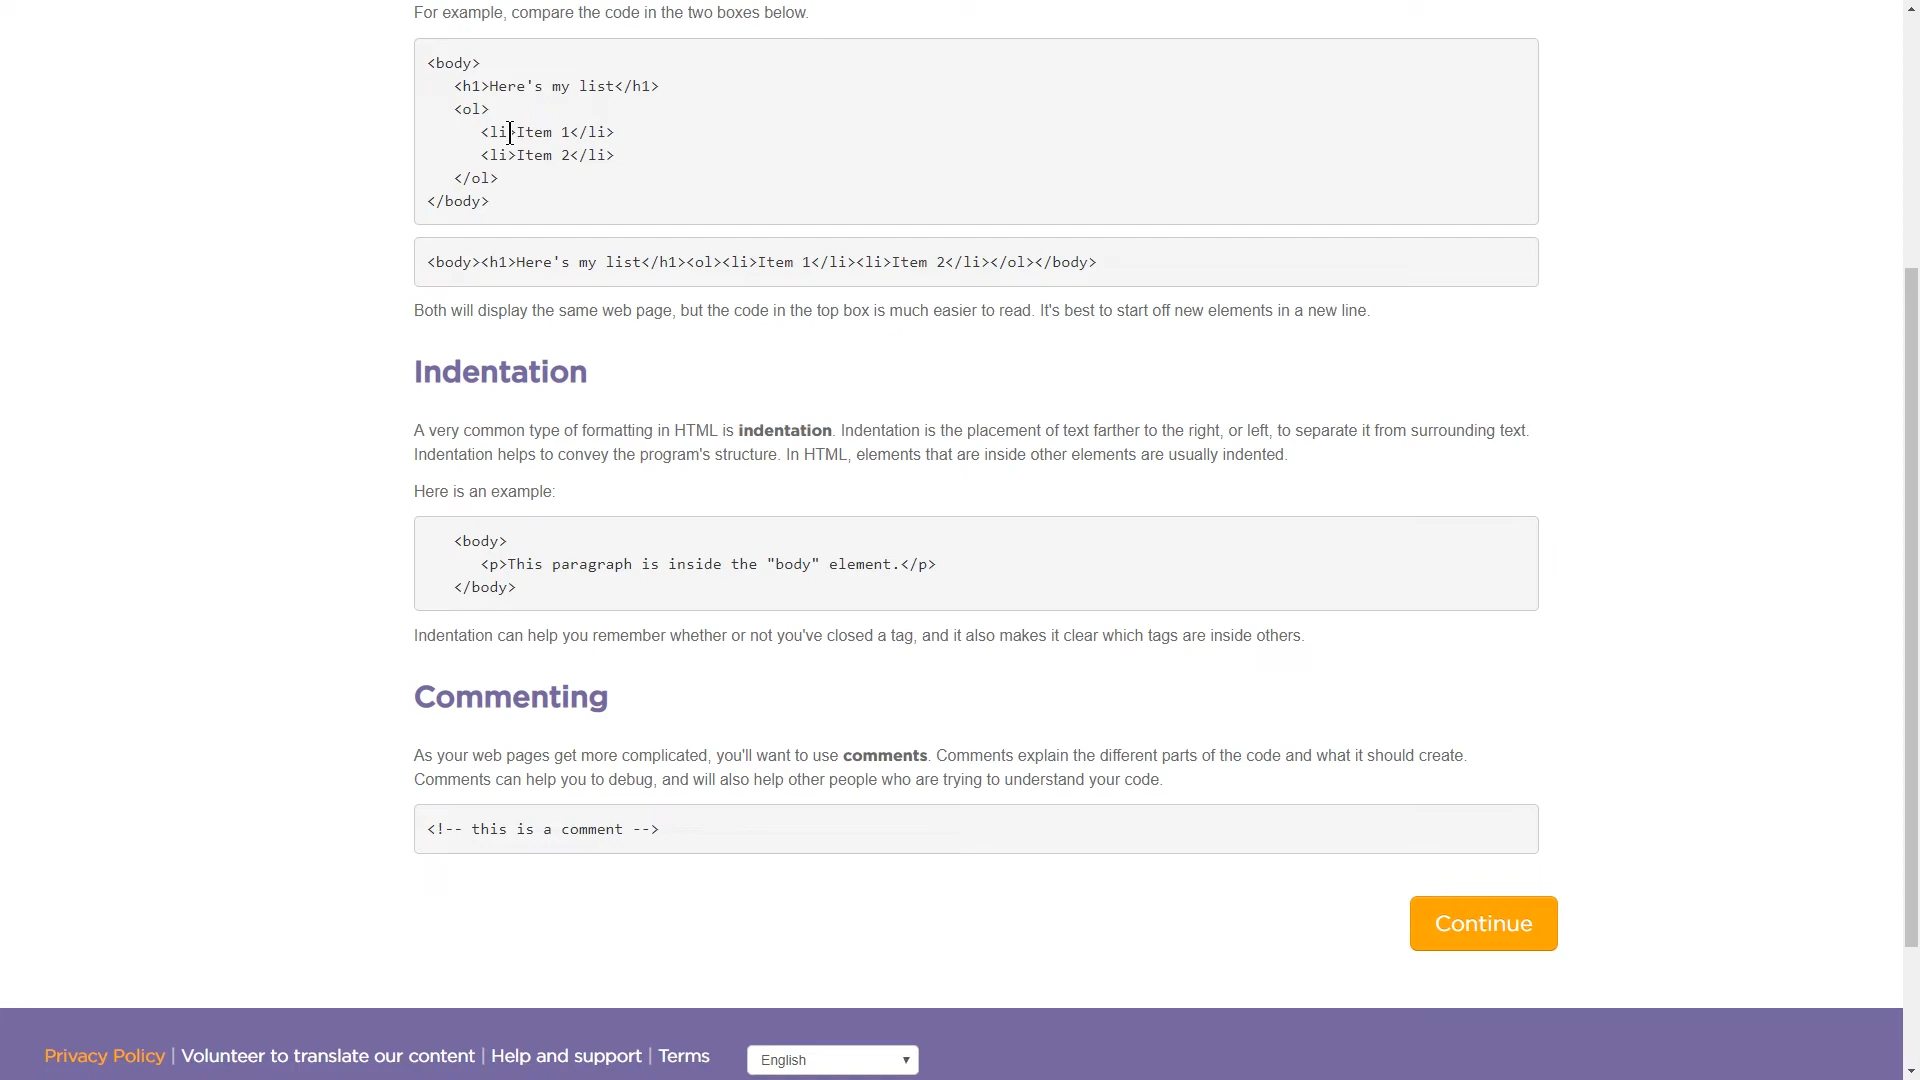 For example, compare the code in the two boxes below.
<body>
   <h1>Here's my list</h1>
   <ol>
      <li>Item 1</li>
      <li>Item 2</li>
   </ol>
</body>
<body><h1>Here's my list</h1><ol><li>Item 1</li><li>Item 2</li></ol></body>
Both will display the same web page, but the code in the top box is much easier to read. It's best to start off new elements in a new line.
Indentation
A very common type of formatting in HTML is indentation. Indentation is the placement of text farther to the right, or left, to separate it from surrounding text.
Indentation helps to convey the program's structure. In HTML, elements that are inside other elements are usually indented.
Here is an example:
   <body>
      <p>This paragraph is inside the "body" element.</p>
   </body>
Indentation can help you remember whether or not you've closed a tag, and it also makes it clear which tags are inside others.
Commenting
As your web pages get more complicated, you'll want to use comments. Comments explain the different parts of the code and what it should create.
Comments can help you to debug, and will also help other people who are trying to understand your code.
<!-- this is a comment -->
Continue
Privacy Policy | Volunteer to translate our content | Help and support | Terms English